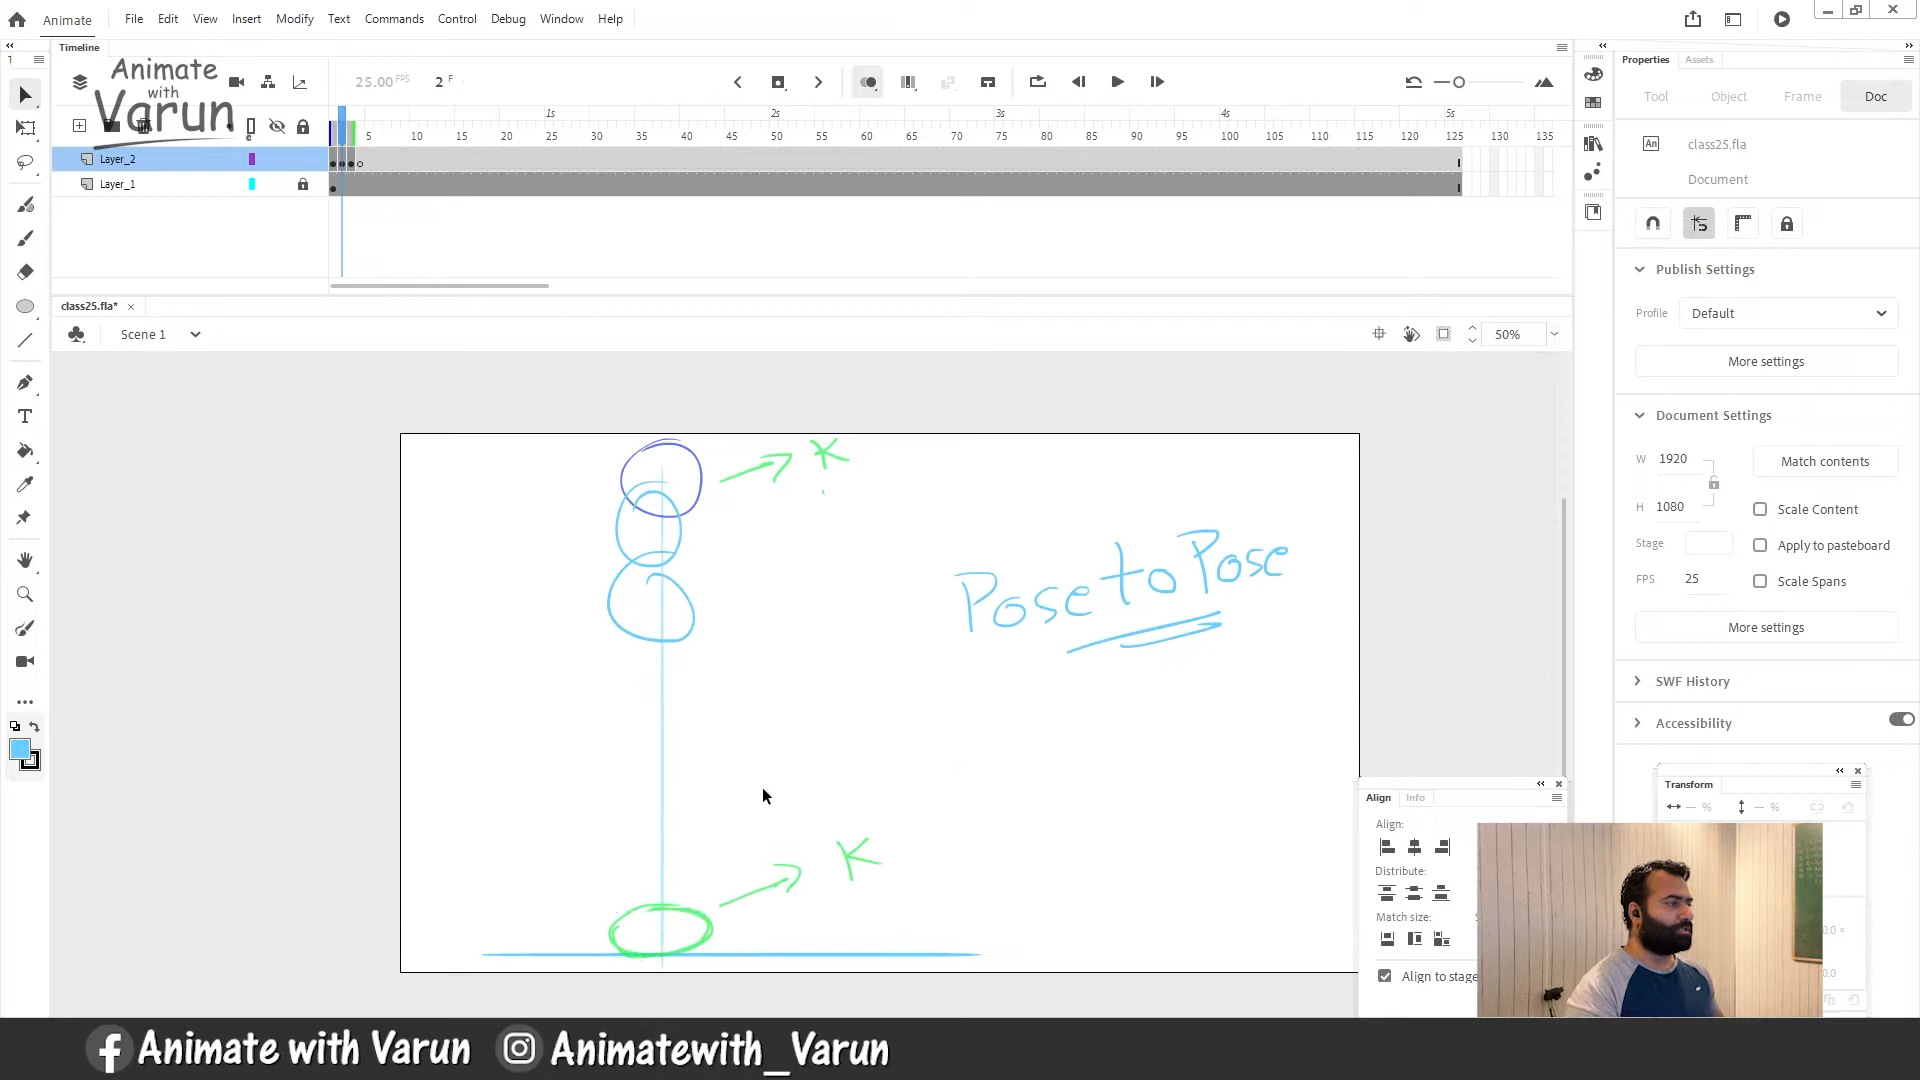 Animate
File Edit View Insert Modify Text Commands Control Debug Window Help
Timeline
Animate
with
Varun
25.00 FPS 2 F
1s 2s 3s 4s 5s
5 10 15 20 25 30 35 40 45 50 55 60 65 70 75 80 85 90 95 100 105 110 115 120 125 130 135
Layer_2
Layer_1
class25.fla*
Scene 1
50%
K
Pose to Pose
K
Properties Assets
Tool Object Frame Doc
An class25.fla
Document
Publish Settings
Profile Default
More settings
Document Settings
W 1920 Match contents
H 1080 Scale Content
Stage Apply to pasteboard
FPS 25 Scale Spans
More settings
SWF History
Accessibility
Transform
% %
Align Info
Align:
Distribute:
Match size:
Align to stage
Animate with Varun Animatewith_Varun